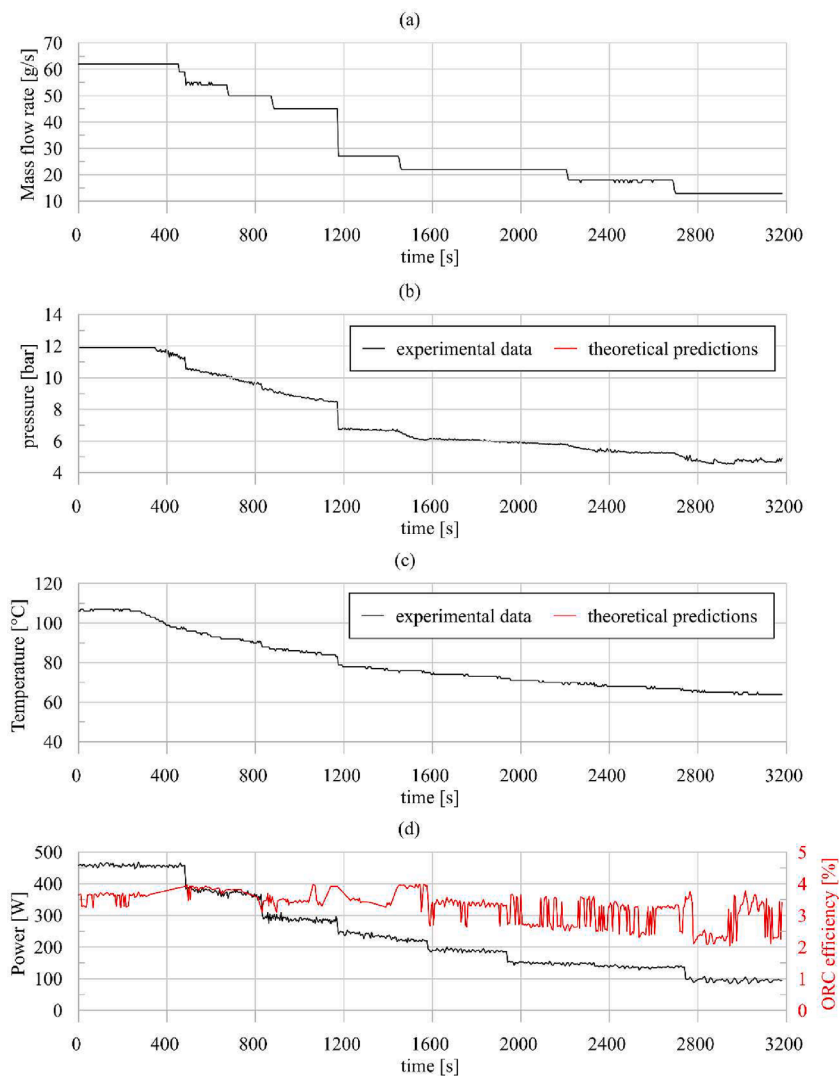 (a)
Mass flow rate [g/s]
70
60
50
40
30
20
10
0 400 800 1200 1600 2000 2400 2800 3200
time [s]
(b)
pressure [bar]
14
12
10
8
6
4
experimental data theoretical predictions
0 400 800 1200 1600 2000 2400 2800 3200
time [s]
(c)
Temperature [°C]
120
100
80
60
40
experimental data theoretical predictions
0 400 800 1200 1600 2000 2400 2800 3200
time [s]
(d)
Power [W]
500
400
300
200
100
0
5
4
3
2
1
0
ORC efficiency [%]
0 400 800 1200 1600 2000 2400 2800 3200
time [s]